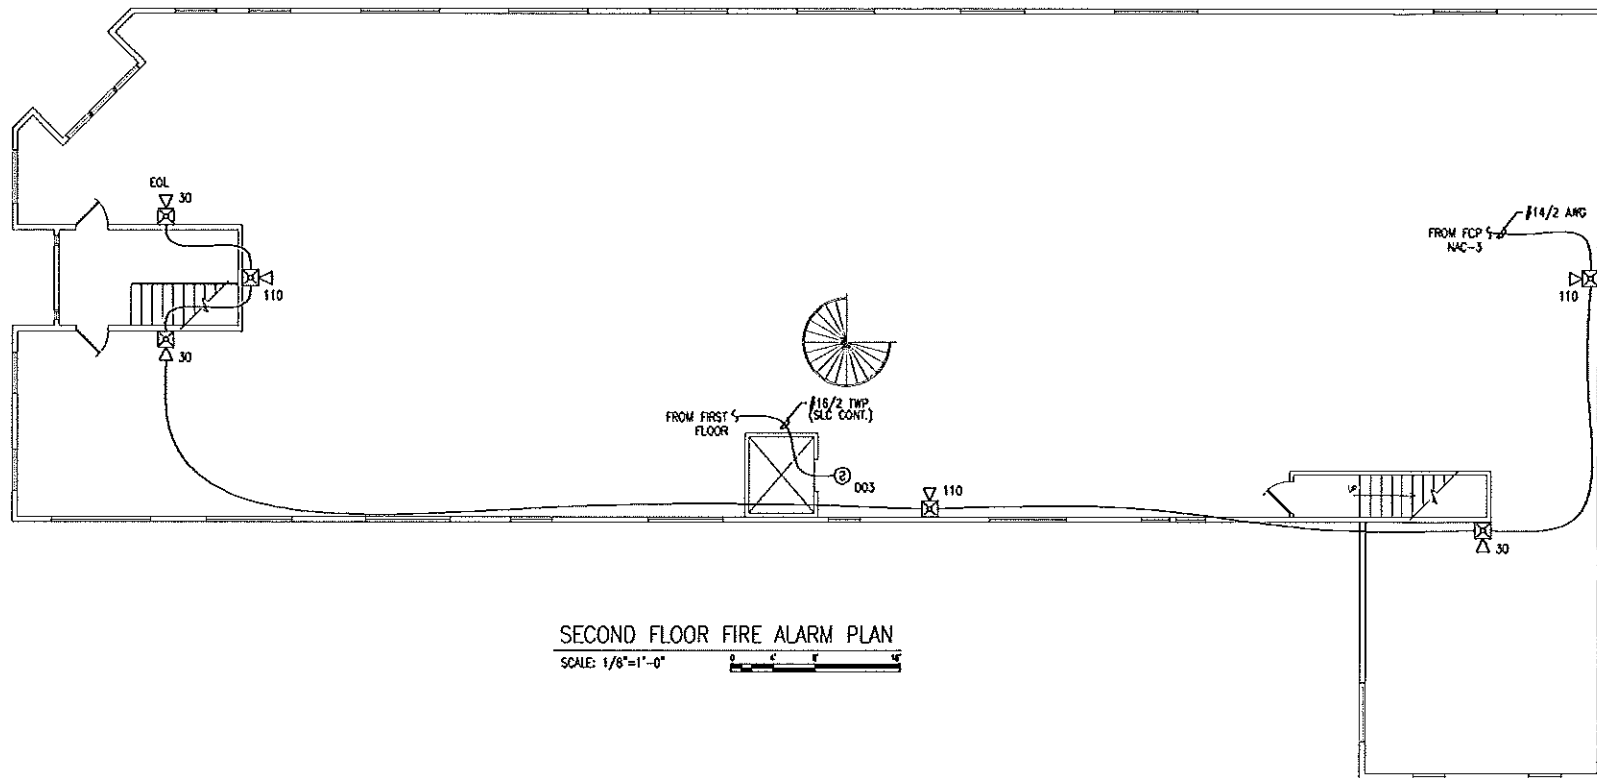 EOL
30
110
30
FROM FCP
NAC-3
#14/2 AWG
110
FROM FIRST
FLOOR
#16/2 TWP
(SLC CONT.)
S
D03
110
UP
30
SECOND FLOOR FIRE ALARM PLAN
SCALE: 1/8"=1'-0"
0 4' 8' 16'